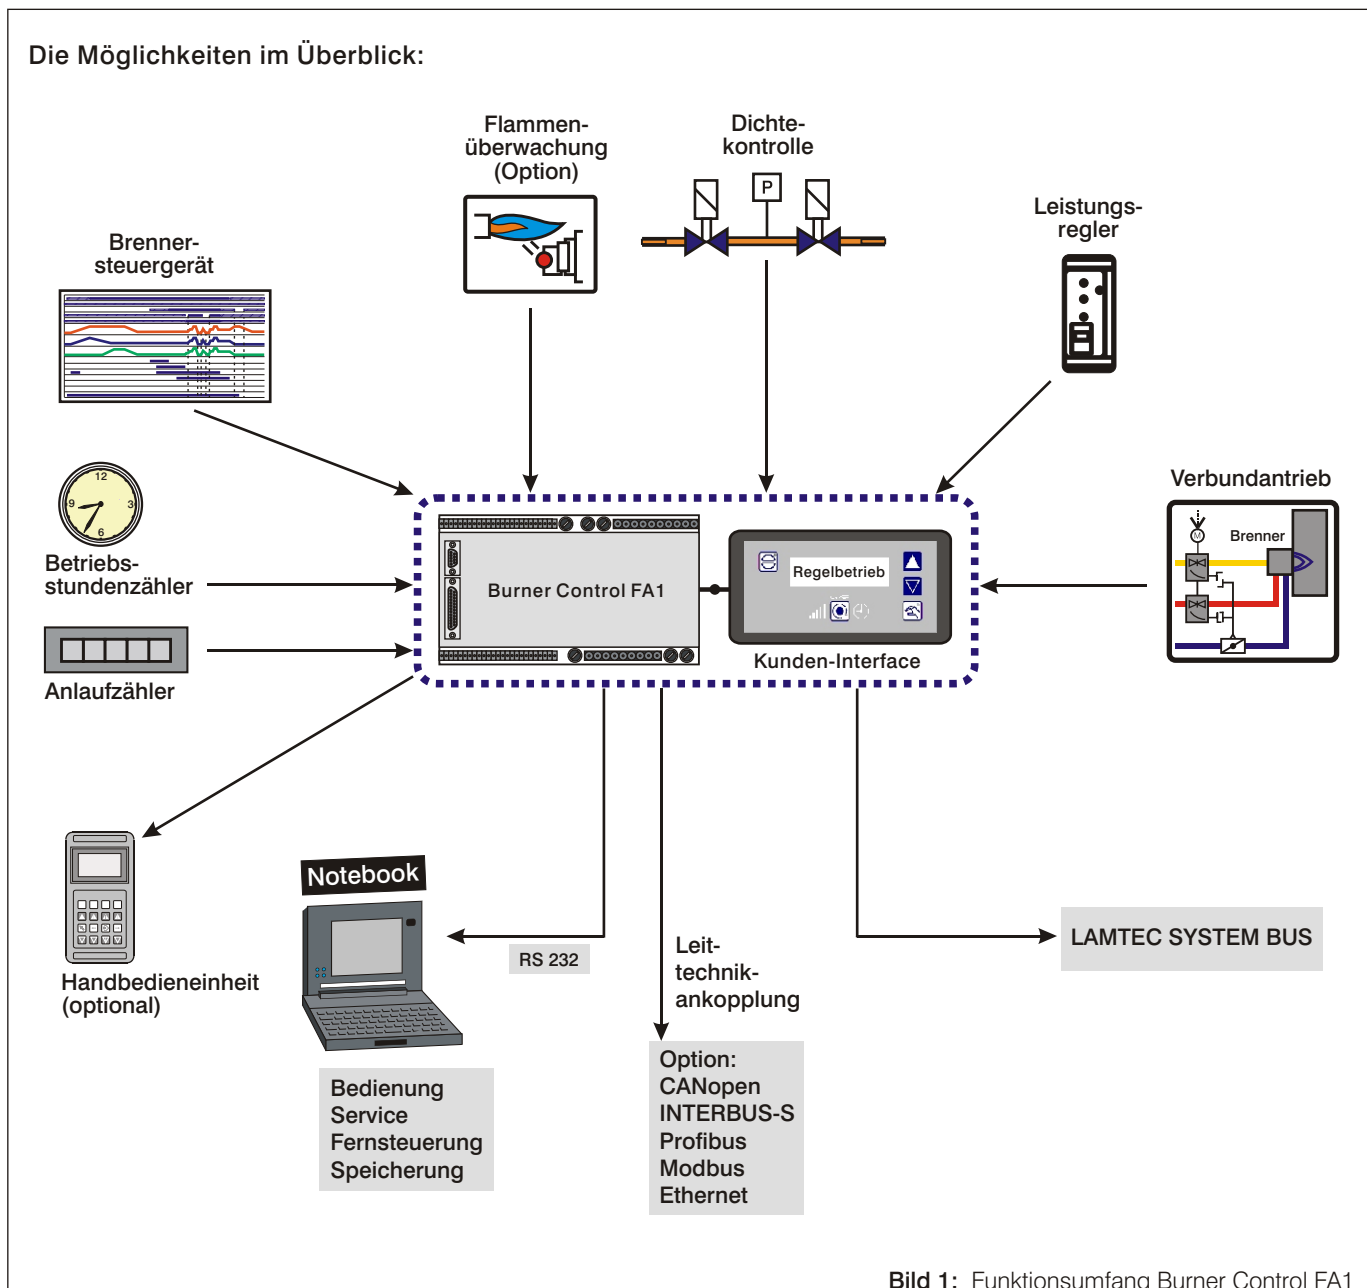 Die Möglichkeiten im Überblick:
Flammen-
überwachung
(Option)
Dichte-
kontrolle
P
Leistungs-
regler
Brenner-
steuergerät
12
9
3
6
Betriebs-
stundenzähler
Anlaufzähler
Burner Control FA1
Regelbetrieb
Kunden-Interface
Verbundantrieb
M
Brenner
Handbedieneinheit
(optional)
Notebook
RS 232
Bedienung
Service
Fernsteuerung
Speicherung
Leit-
technik-
ankopplung
Option:
CANopen
INTERBUS-S
Profibus
Modbus
Ethernet
LAMTEC SYSTEM BUS
Bild 1: Funktionsumfang Burner Control FA1